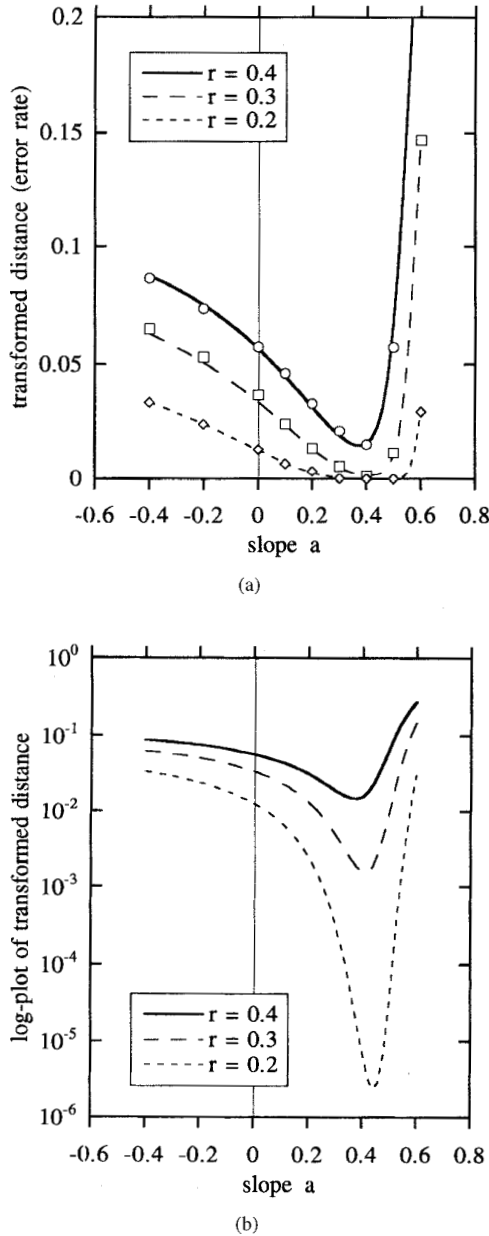 0.2
0.15
0.1
0.05
0
transformed distance (error rate)
r = 0.4
r = 0.3
r = 0.2
-0.6 -0.4 -0.2 0 0.2 0.4 0.6 0.8
slope a
(a)
10^0
10^-1
10^-2
10^-3
10^-4
10^-5
10^-6
log-plot of transformed distance
r = 0.4
r = 0.3
r = 0.2
-0.6 -0.4 -0.2 0 0.2 0.4 0.6 0.8
slope a
(b)